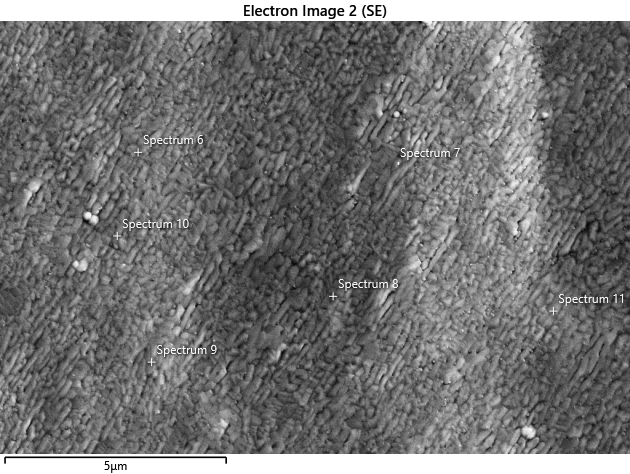 Electron Image 2 (SE)
Spectrum 6
Spectrum 7
Spectrum 10
Spectrum 8
Spectrum 11
Spectrum 9
5µm